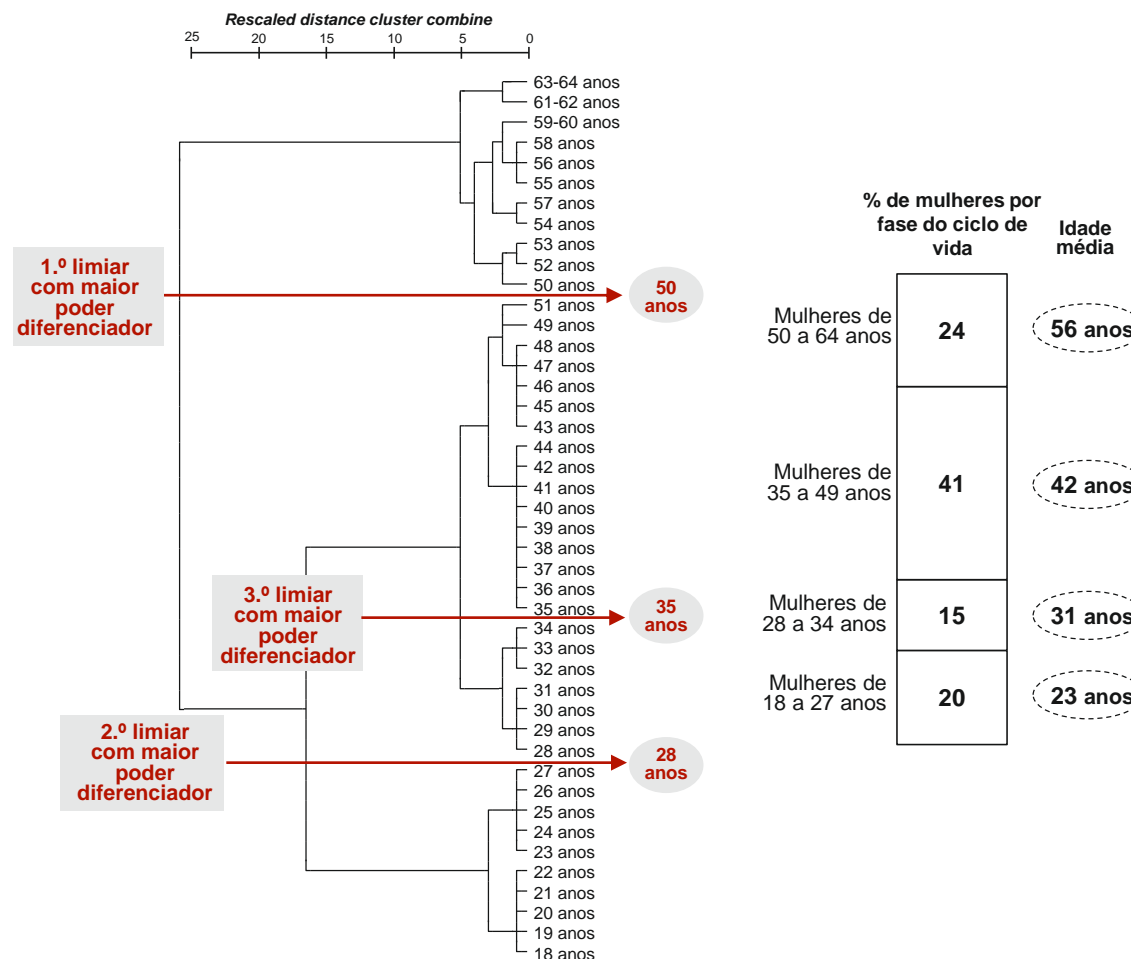 Rescaled distance cluster combine
25 20 15 10 5 0
63-64 anos
61-62 anos
59-60 anos
58 anos
56 anos
55 anos
57 anos
54 anos
53 anos
52 anos
50 anos
51 anos
49 anos
48 anos
47 anos
46 anos
45 anos
43 anos
44 anos
42 anos
41 anos
40 anos
39 anos
38 anos
37 anos
36 anos
35 anos
34 anos
33 anos
32 anos
31 anos
30 anos
29 anos
28 anos
27 anos
26 anos
25 anos
24 anos
23 anos
22 anos
21 anos
20 anos
19 anos
18 anos
1.º limiar
com maior
poder
diferenciador
50
anos
3.º limiar
com maior
poder
diferenciador
35
anos
2.º limiar
com maior
poder
diferenciador
28
anos
% de mulheres por
fase do ciclo de
vida
Idade
média
Mulheres de
50 a 64 anos
24
56 anos
Mulheres de
35 a 49 anos
41
42 anos
Mulheres de
28 a 34 anos
15
31 anos
Mulheres de
18 a 27 anos
20
23 anos